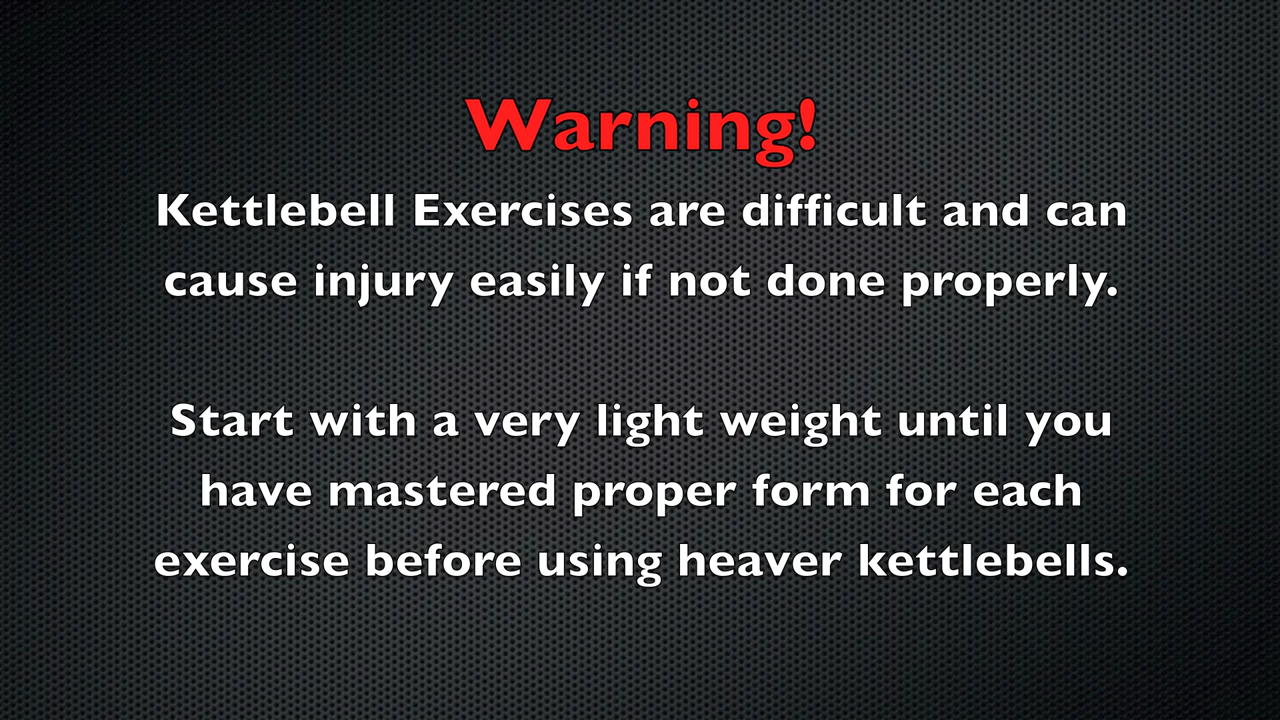 Warning!
Kettlebell Exercises are difficult and can
cause injury easily if not done properly.
Start with a very light weight until you
have mastered proper form for each
exercise before using heaver kettlebells.